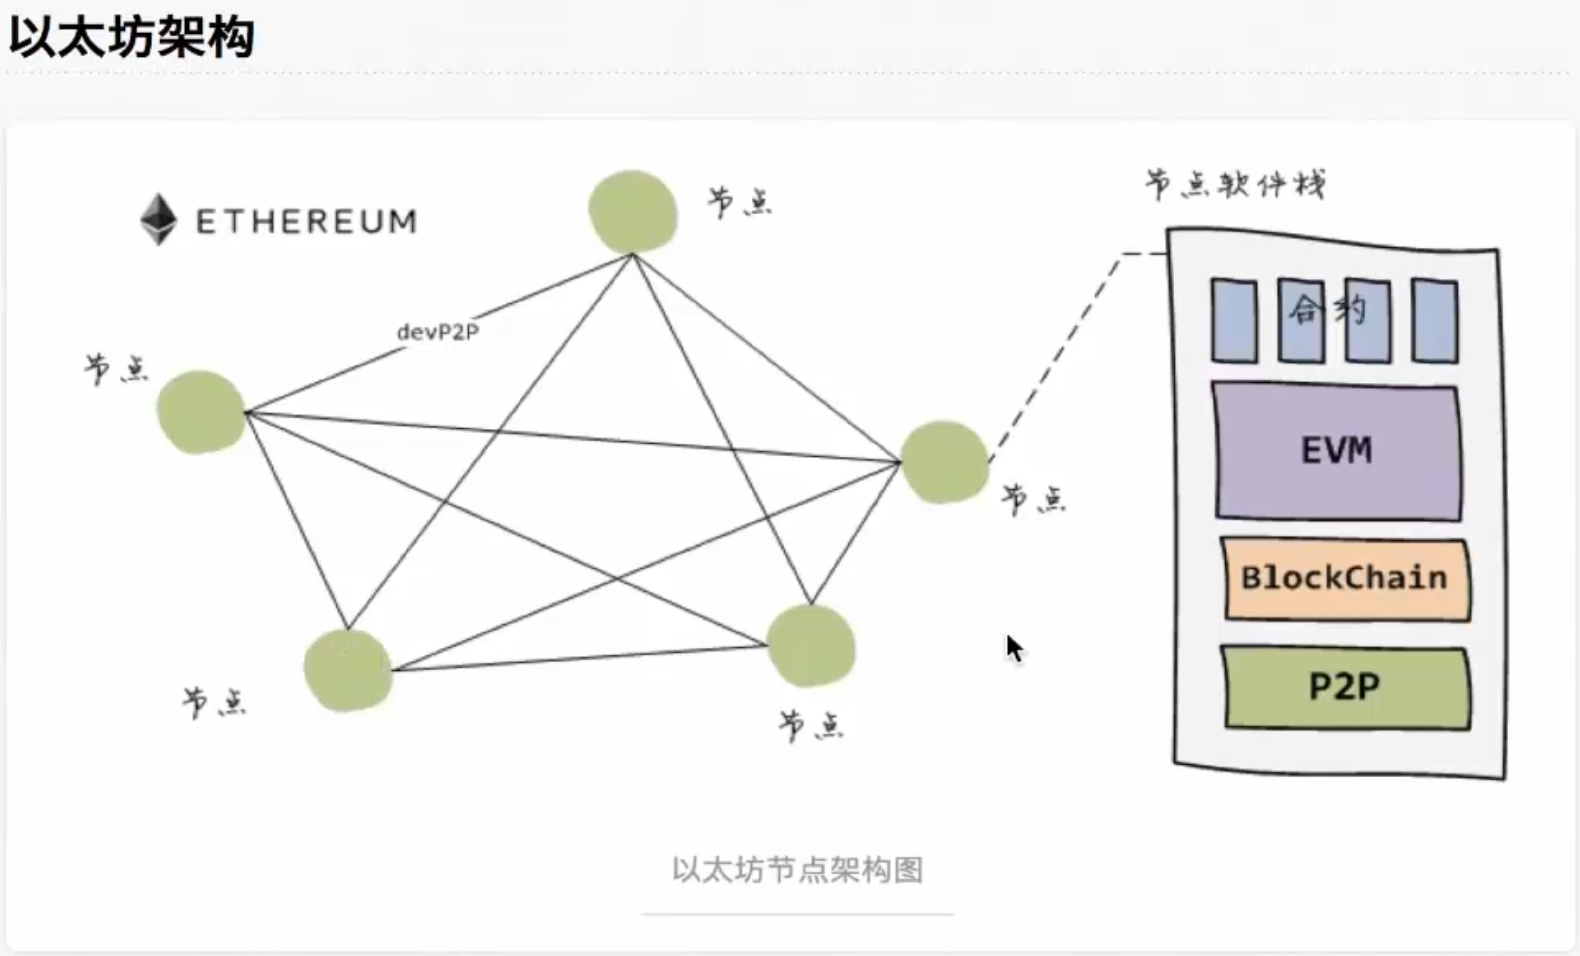 以太坊架构
ETHEREUM
节点
节点软件栈
devP2P
节点
合约
EVM
节点
BlockChain
P2P
节点
节点
以太坊节点架构图